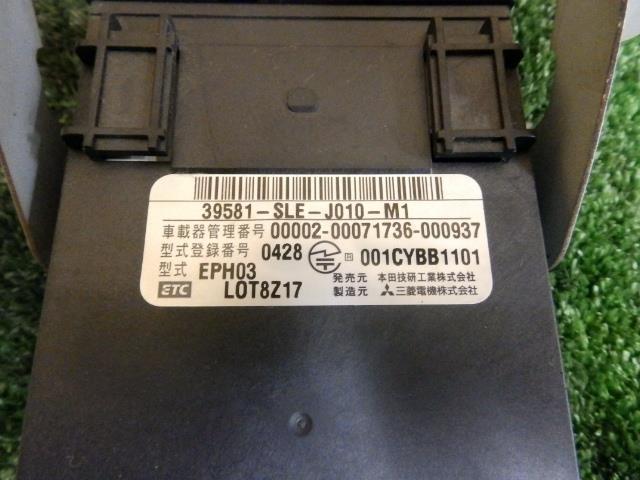 39581-SLE-J010-M1
車載器管理番号 00002-00071736-000937
型式登録番号 0428 回 001CYBB1101
型式 EPH03 発売元 本田技研工業株式会社
ETC LOT8Z17 製造元 三菱電機株式会社